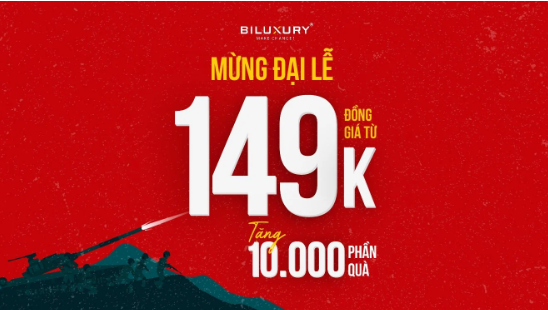 BILUXURY®
MỪNG ĐẠI LỄ
149K
ĐỒNG
GIÁ TỪ
Tặng
10.000 PHẦN
QUÀ